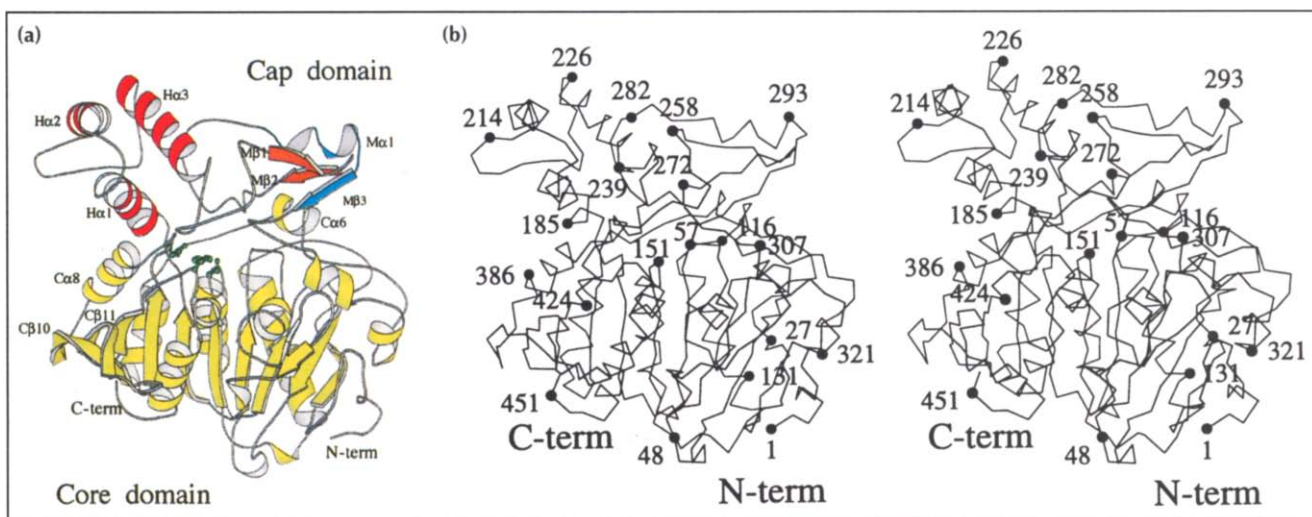 (a)
Cap domain
Hα3
Hα2
Mα1
Mβ1
Mβ2
Mβ3
Hα1
Cα6
Cα8
Cβ11
Cβ10
C-term
N-term
Core domain
(b)
226
282
258
293
214
272
239
185
57
116
307
151
386
424
27
321
131
451
C-term
48
1
N-term
226
282
258
293
214
272
239
185
116
307
151
386
424
27
321
131
451
C-term
48
1
N-term